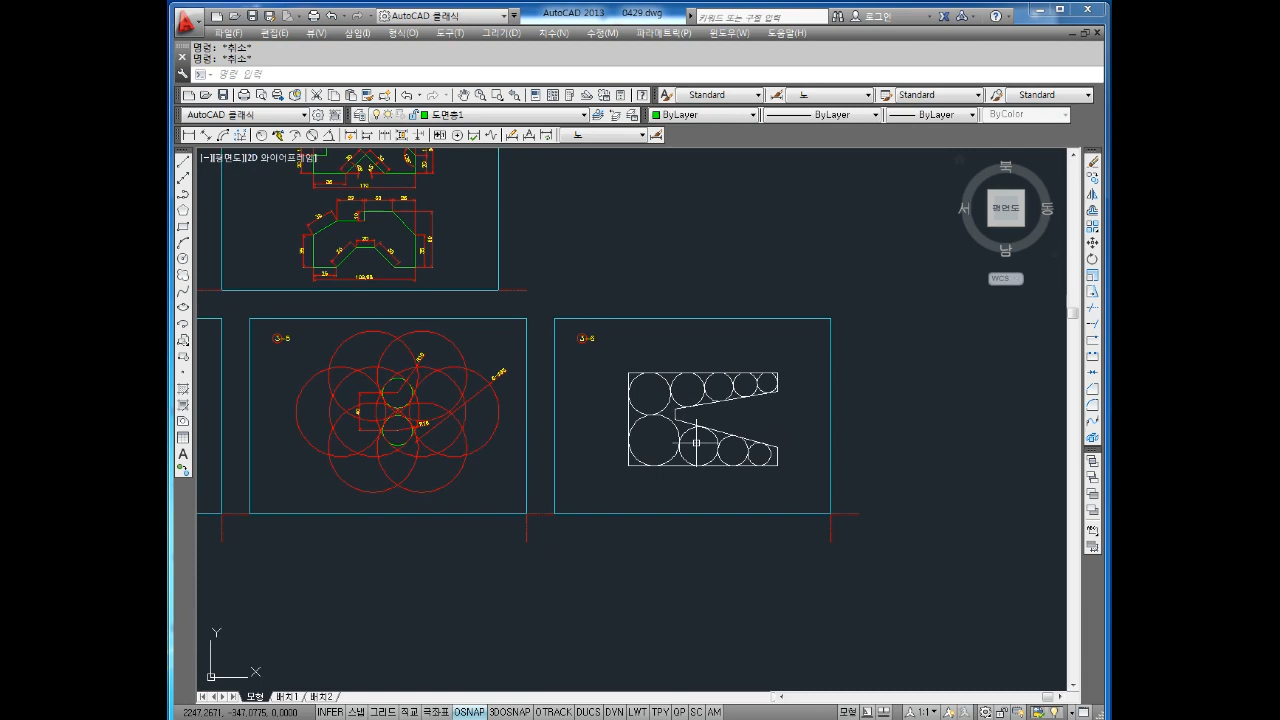 AutoCAD 클래식
AutoCAD 2013 0429.dwg
키워드 또는 구 입력
로그인
파일(F) 편집(E) 뷰(V) 삽입(I) 형식(O) 도구(T) 그리기(D) 치수(N) 수정(M) 파라메트릭(P) 윈도우(W) 도움말(H)
명령: *취소*
명령: *취소*
명령 입력
Standard
Standard
Standard
AutoCAD 클래식
도면층1
ByLayer
ByLayer
ByLayer
ByColor
[-][평면도][2D 와이어프레임]
북
서 평면도 동
남
WCS
110
3-5
3-6
R18
Y
X
모형 배치1 배치2
2247.2671, -347.0775, 0.0000
INFER 스냅 그리드 직교 극좌표 OSNAP 3DOSNAP OTRACK DUCS DYN LWT TPY QP SC AM
모형
1:1